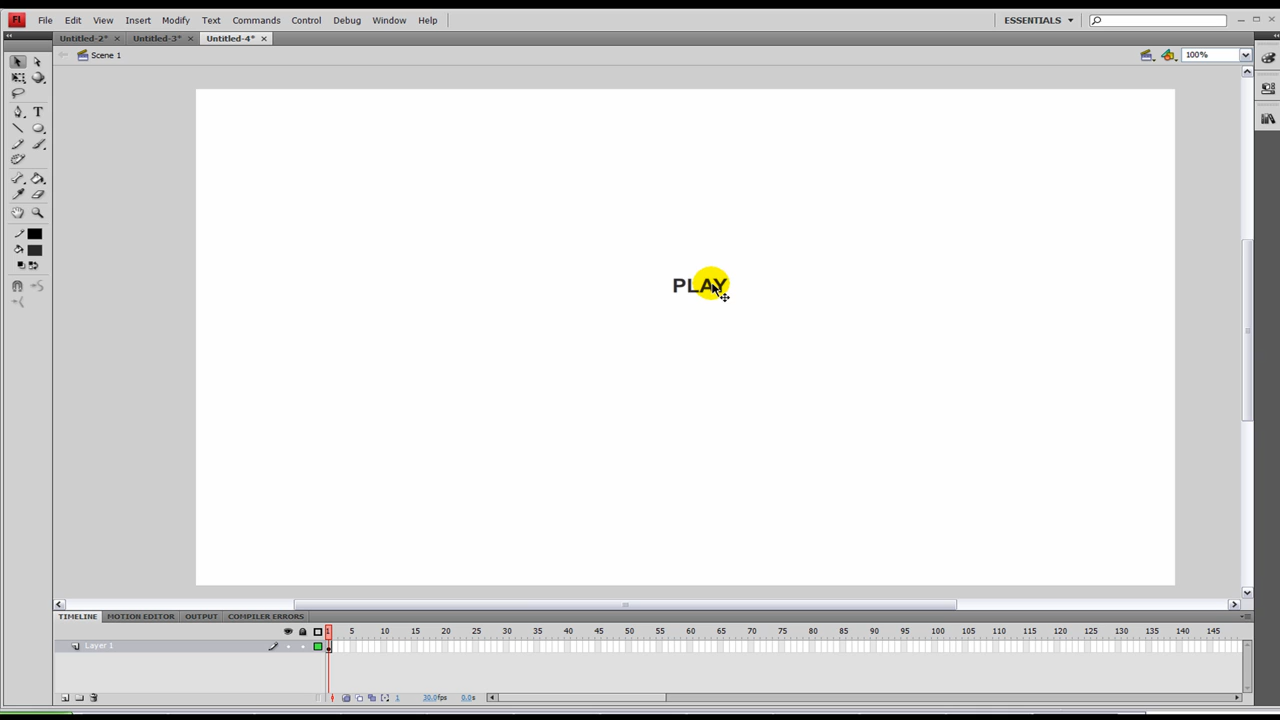 Fl File Edit View Insert Modify Text Commands Control Debug Window Help ESSENTIALS
Untitled-2* Untitled-3* Untitled-4*
Scene 1 100%
T
PLAY
TIMELINE MOTION EDITOR OUTPUT COMPILER ERRORS
1 5 10 15 20 25 30 35 40 45 50 55 60 65 70 75 80 85 90 95 100 105 110 115 120 125 130 135 140 145
Layer 1
1 30.0fps 0.0s